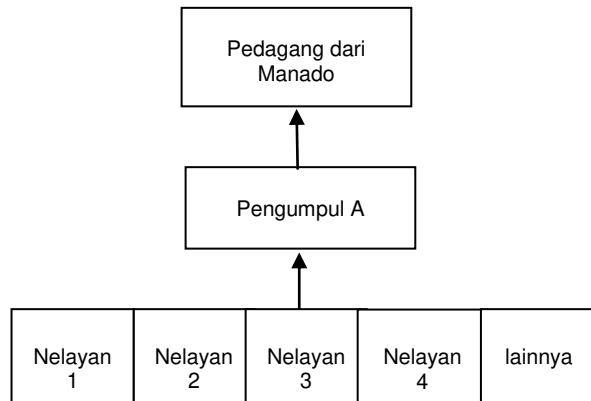 Pedagang dari
Manado
Pengumpul A
Nelayan
1
Nelayan
2
Nelayan
3
Nelayan
4
lainnya